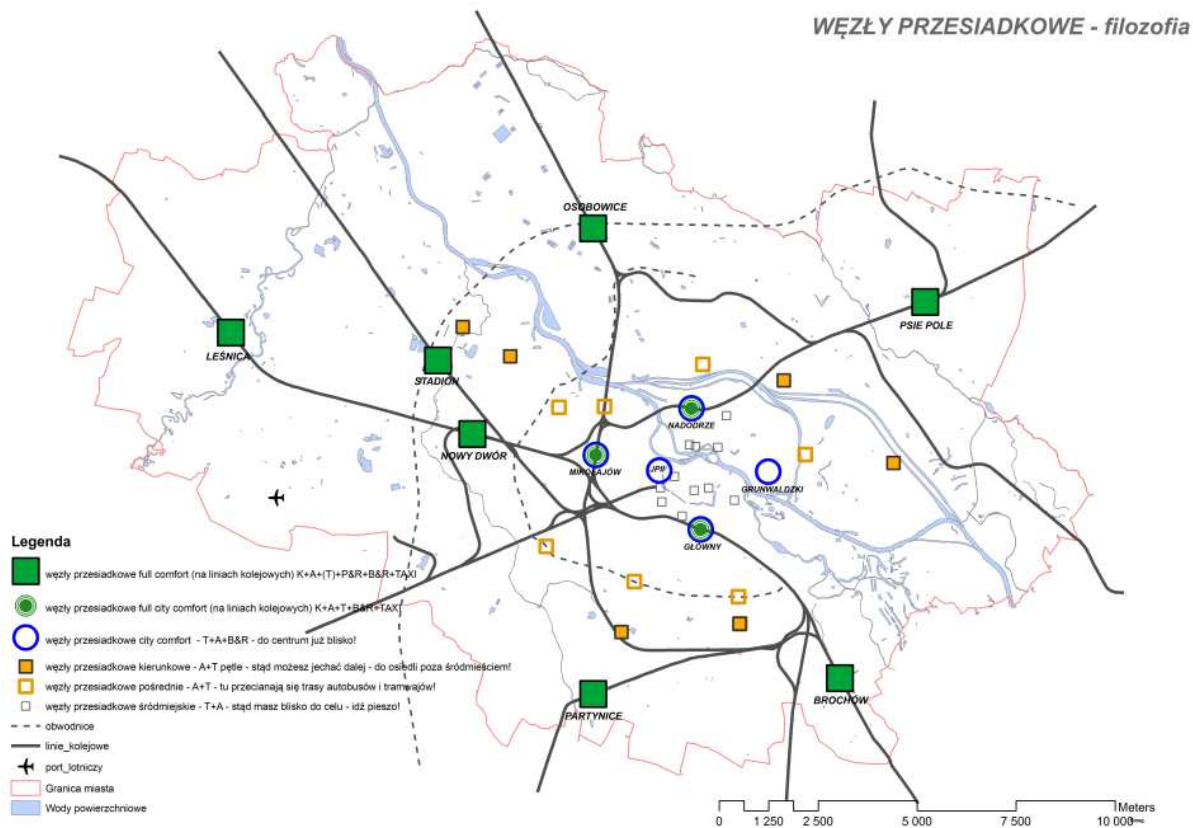 WĘZŁY PRZESIADKOWE - filozofia
OSOBOWICE
PSIE POLE
LEŚNICA
STADION
NADODRZE
NOWY DWÓR
MIKOŁAJÓW
JPII
GRUNWALDZKI
GŁÓWNY
BROCHÓW
PARTYNICE
Legenda
węzły przesiadkowe full comfort (na liniach kolejowych) K+A+(T)+P&R+B&R+TAXI
węzły przesiadkowe full city comfort (na liniach kolejowych) K+A+T+B&R+TAXI
węzły przesiadkowe city comfort - T+A+B&R - do centrum już blisko!
węzły przesiadkowe kierunkowe - A+T pętle - stąd możesz jechać dalej - do osiedli poza śródmieściem!
węzły przesiadkowe pośrednie - A+T - tu przecianają się trasy autobusów i tramwajów!
węzły przesiadkowe śródmiejskie - T+A - stąd masz blisko do celu - idź pieszo!
obwodnice
linie_kolejowe
port_lotniczy
Granica miasta
Wody powierzchniowe
Meters
0 1 250 2 500 5 000 7 500 10 000